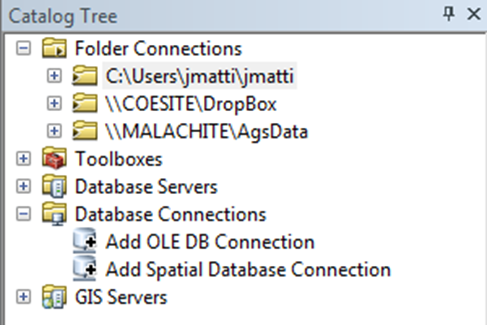 Catalog Tree
Folder Connections
C:\Users\jmatti\jmatti
\\COESITE\DropBox
\\MALACHITE\AgsData
Toolboxes
Database Servers
Database Connections
Add OLE DB Connection
Add Spatial Database Connection
GIS Servers